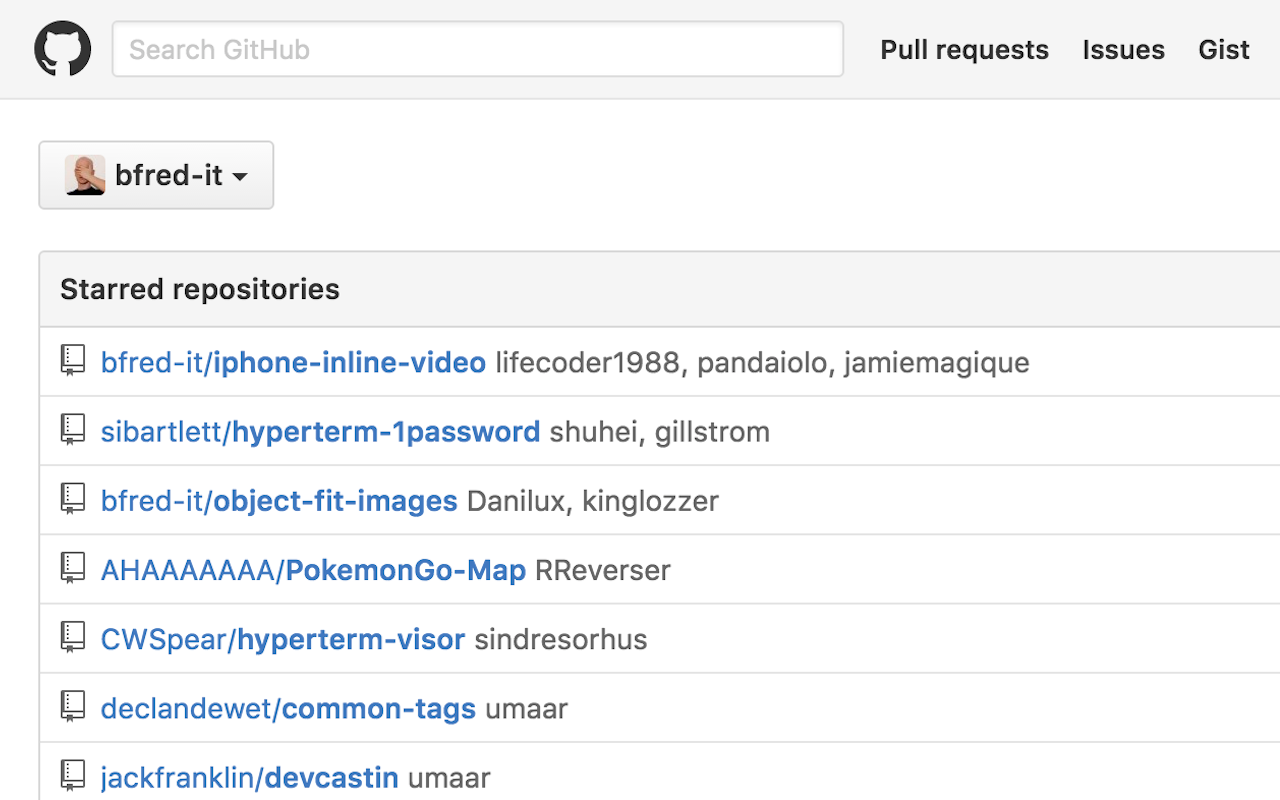 Search GitHub
Pull requests Issues Gist
bfred-it
Starred repositories
bfred-it/iphone-inline-video lifecoder1988, pandaiolo, jamiemagique
sibartlett/hyperterm-1password shuhei, gillstrom
bfred-it/object-fit-images Danilux, kinglozzer
AHAAAAAAA/PokemonGo-Map RReverser
CWSpear/hyperterm-visor sindresorhus
declandewet/common-tags umaar
jackfranklin/devcastin umaar